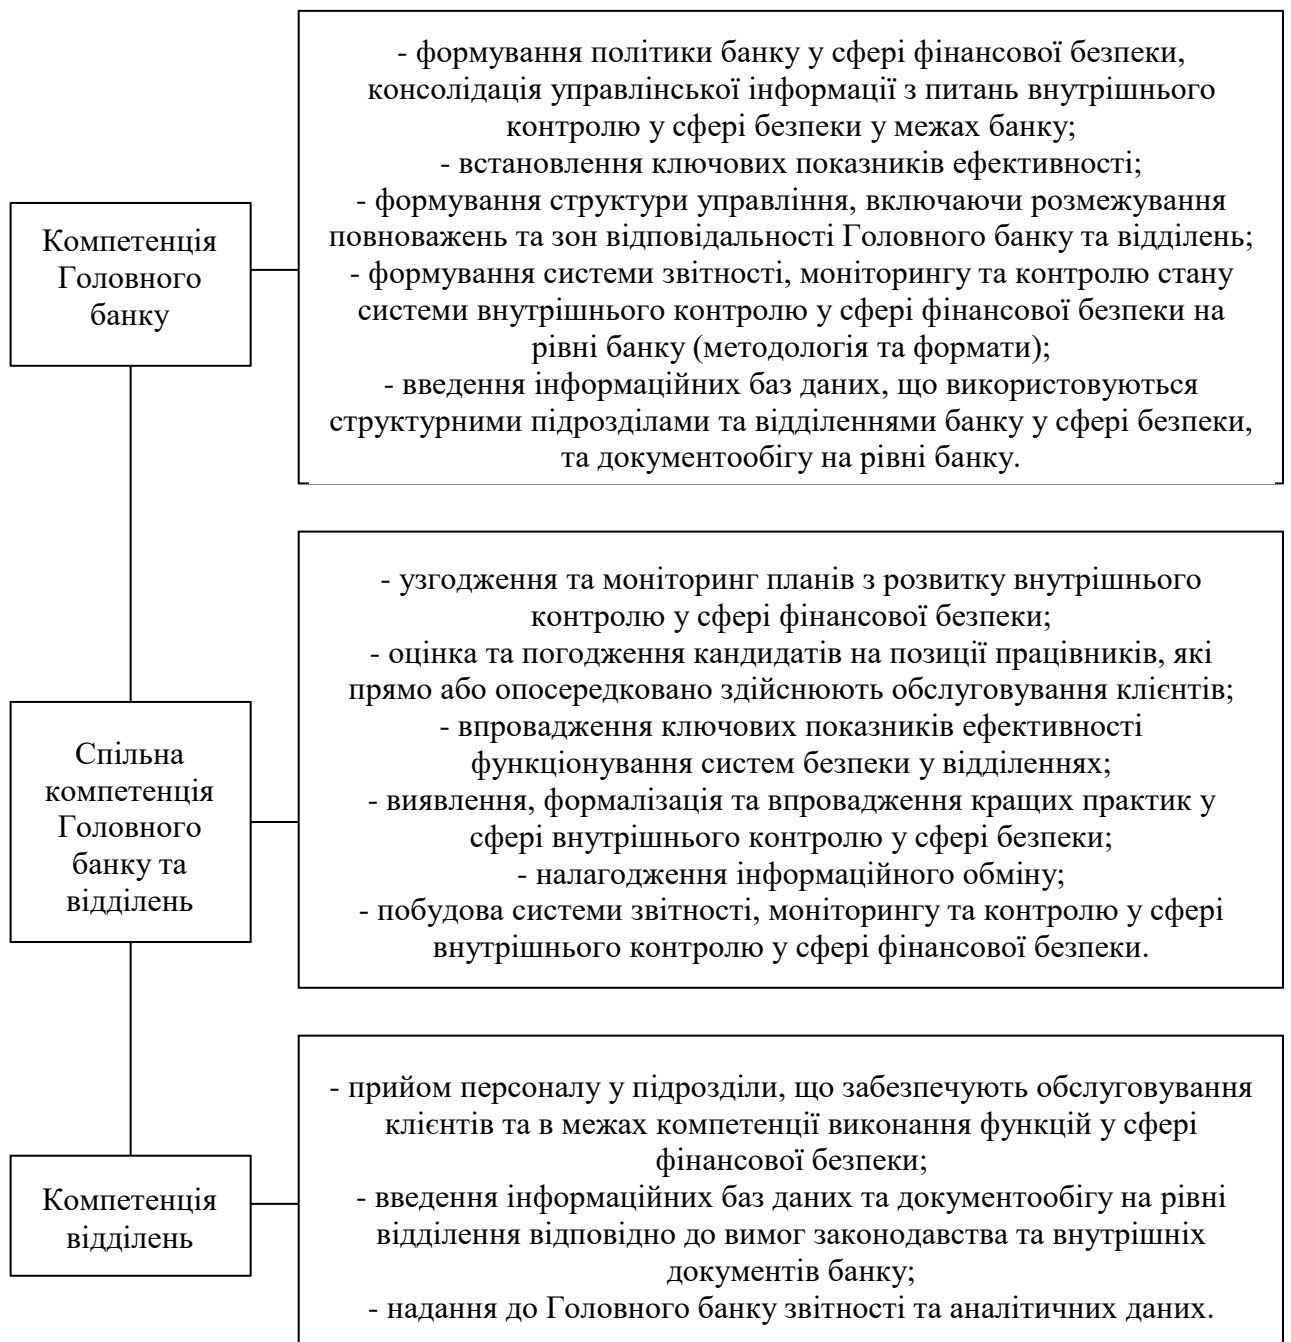 Компетенція
Головного
банку
- формування політики банку у сфері фінансової безпеки,
консолідація управлінської інформації з питань внутрішнього
контролю у сфері безпеки у межах банку;
- встановлення ключових показників ефективності;
- формування структури управління, включаючи розмежування
повноважень та зон відповідальності Головного банку та відділень;
- формування системи звітності, моніторингу та контролю стану
системи внутрішнього контролю у сфері фінансової безпеки на
рівні банку (методологія та формати);
- введення інформаційних баз даних, що використовуються
структурними підрозділами та відділеннями банку у сфері безпеки,
та документообігу на рівні банку.
Спільна
компетенція
Головного
банку та
відділень
- узгодження та моніторинг планів з розвитку внутрішнього
контролю у сфері фінансової безпеки;
- оцінка та погодження кандидатів на позиції працівників, які
прямо або опосередковано здійснюють обслуговування клієнтів;
- впровадження ключових показників ефективності
функціонування систем безпеки у відділеннях;
- виявлення, формалізація та впровадження кращих практик у
сфері внутрішнього контролю у сфері безпеки;
- налагодження інформаційного обміну;
- побудова системи звітності, моніторингу та контролю у сфері
внутрішнього контролю у сфері фінансової безпеки.
Компетенція
відділень
- прийом персоналу у підрозділи, що забезпечують обслуговування
клієнтів та в межах компетенції виконання функцій у сфері
фінансової безпеки;
- введення інформаційних баз даних та документообігу на рівні
відділення відповідно до вимог законодавства та внутрішніх
документів банку;
- надання до Головного банку звітності та аналітичних даних.